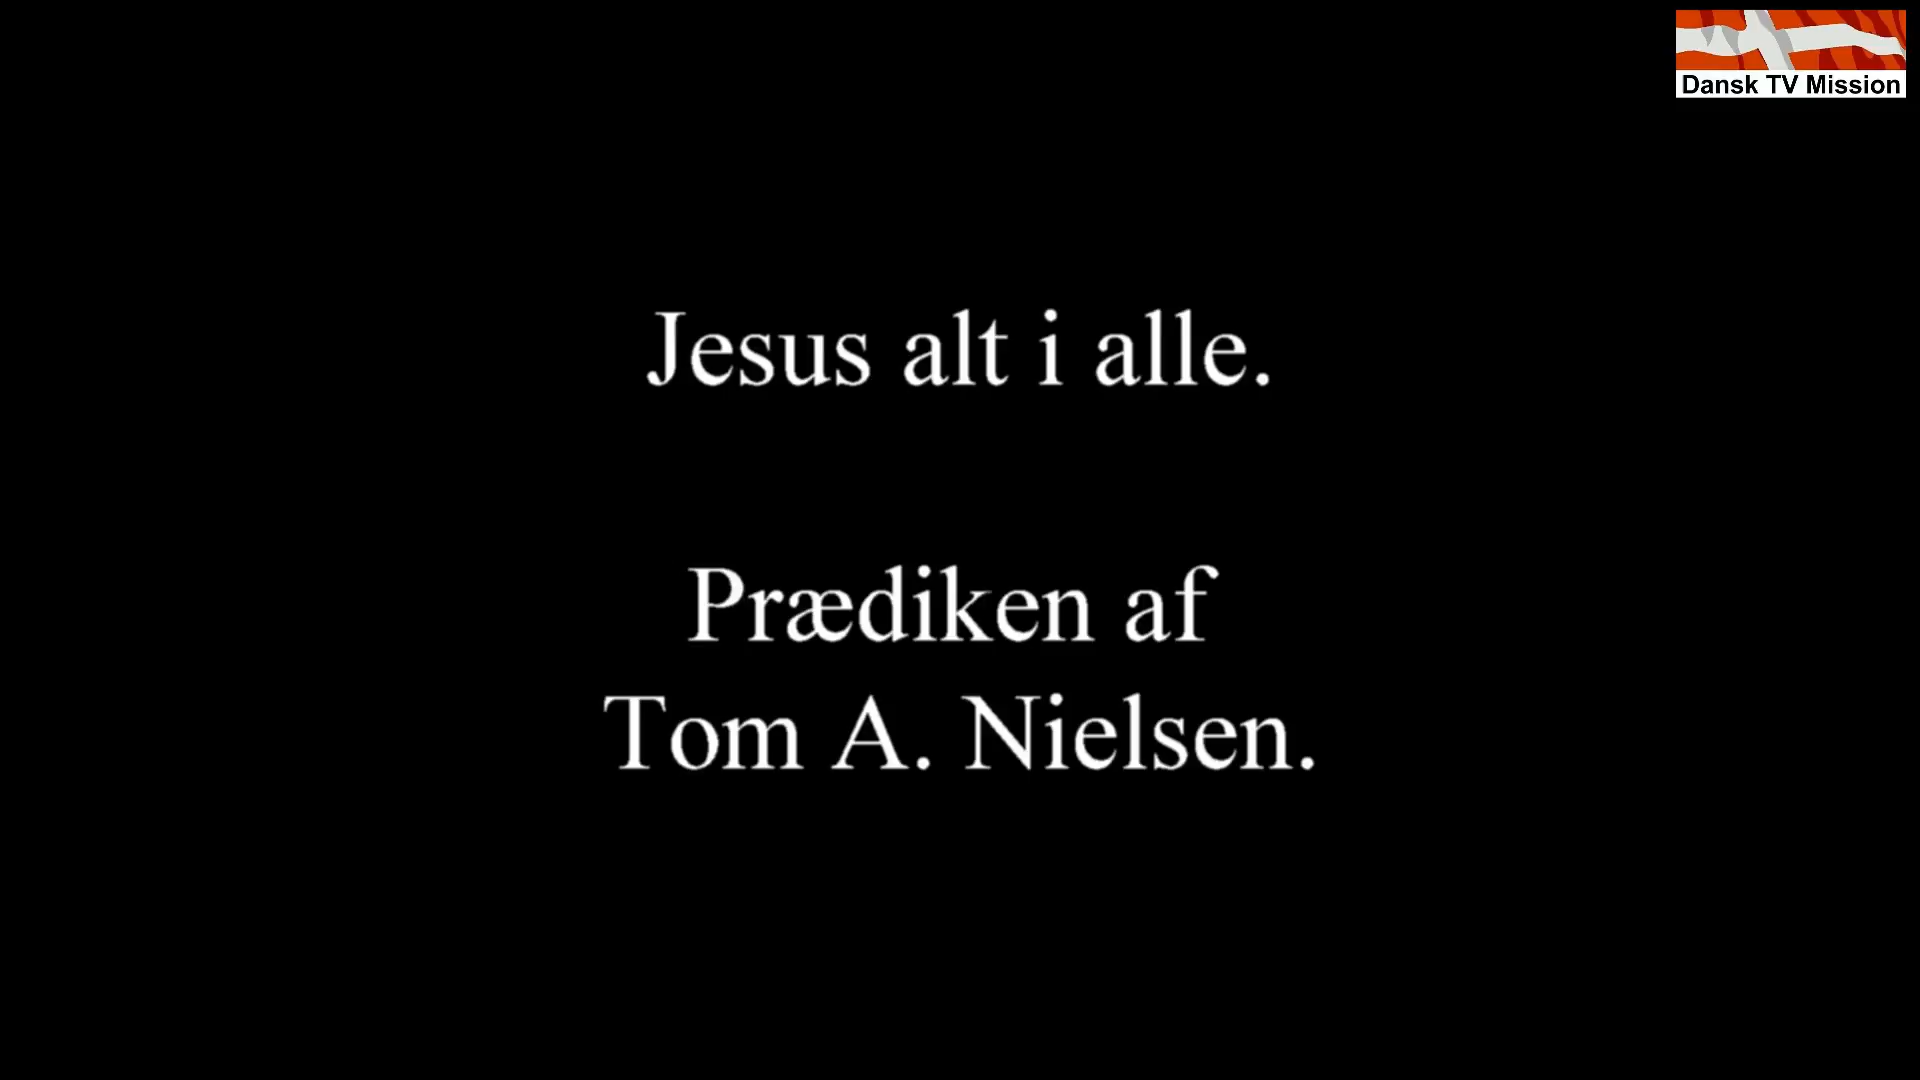 Dansk TV Mission
Jesus alt i alle.
Prædiken af
Tom A. Nielsen.